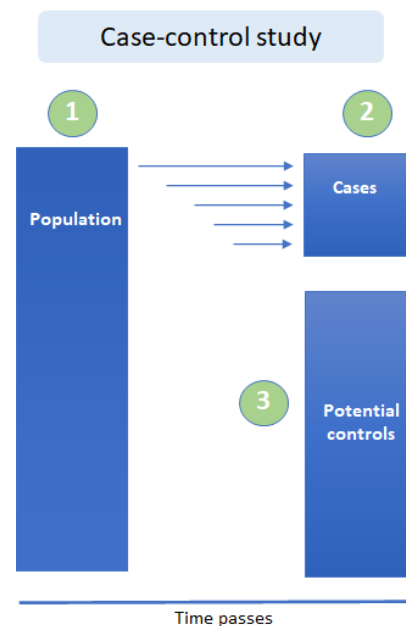 Case-control study
1
2
Population
Cases
3
Potential
controls
Time passes